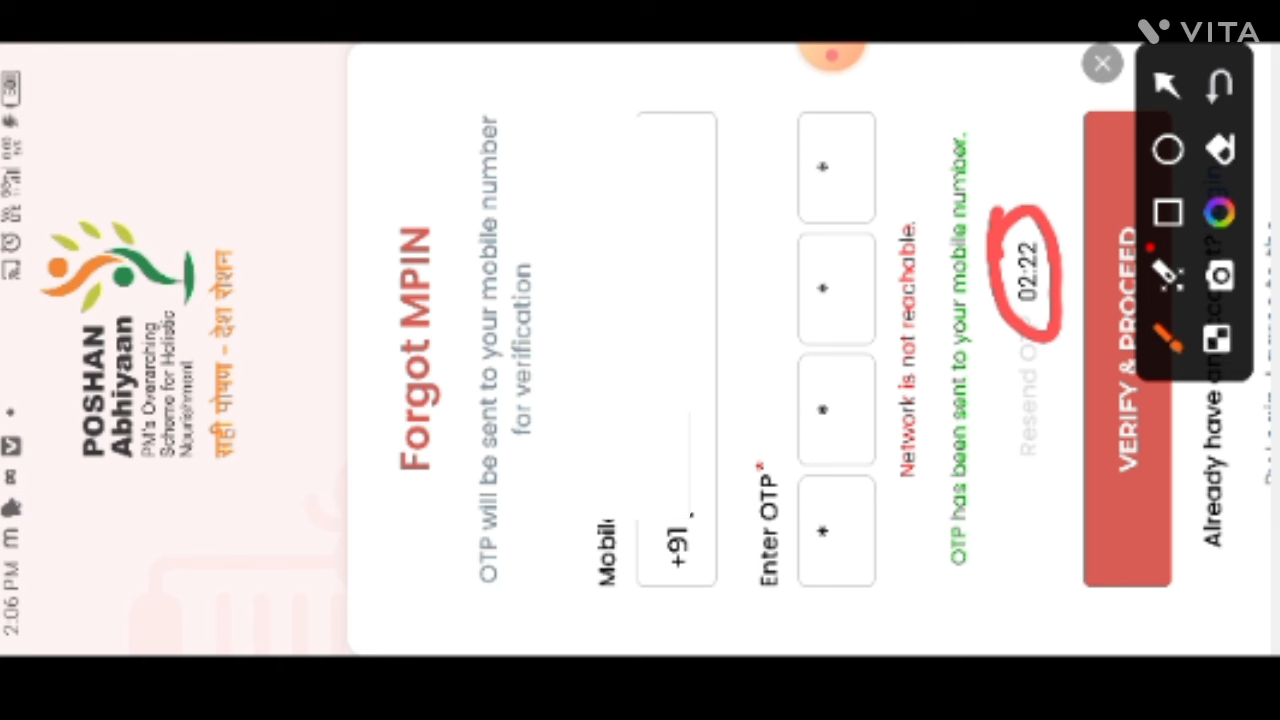 VITA
2:06 PM
POSHAN
Abhiyaan
PM's Overarching
Scheme for Holistic
Nourishment
सही पोषण - देश रोशन
Forgot MPIN
OTP will be sent to your mobile number
for verification
Mobile
+91
Enter OTP*
* * * *
Network is not reachable.
OTP has been sent to your mobile number.
Resend 02:22
VERIFY & PROCEED
Already have